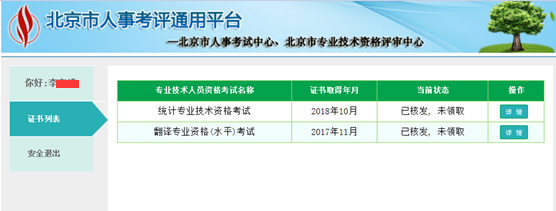 北京市人事考评通用平台
—北京市人事考试中心、北京市专业技术资格评审中心
你好:李
证书列表
安全退出
专业技术人员资格考试名称 证书取得年月 当前状态 操作
统计专业技术资格考试 2018年10月 已核发,未领取 详 情
翻译专业资格(水平)考试 2017年11月 已核发,未领取 详 情